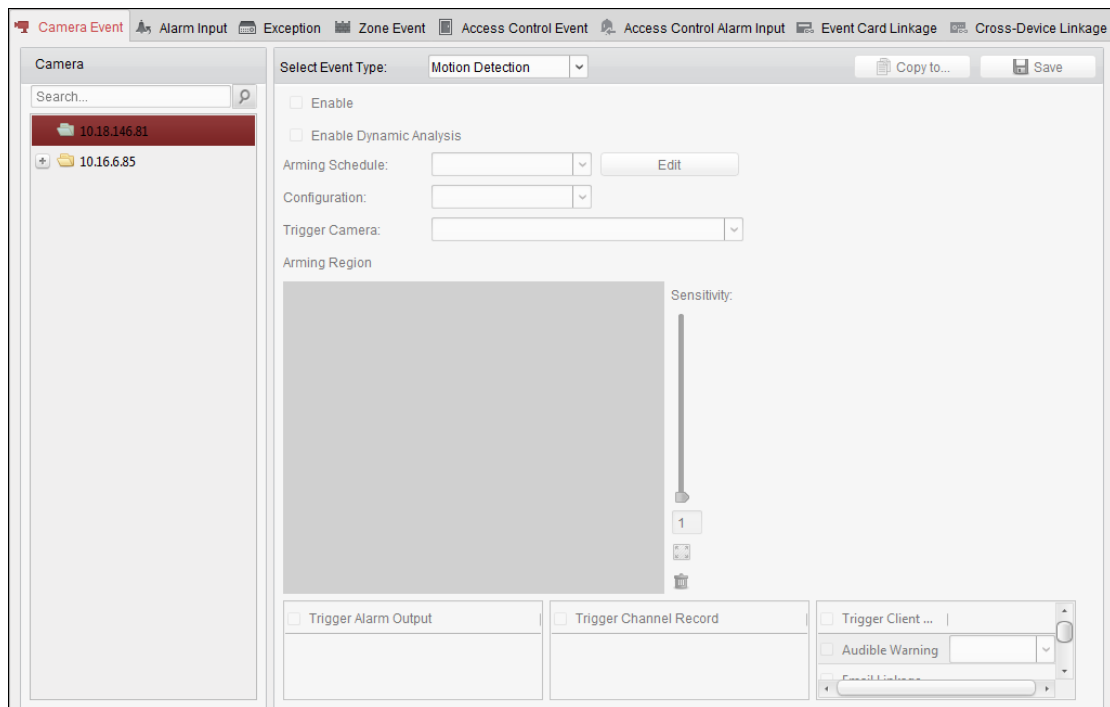 Camera Event Alarm Input Exception Zone Event Access Control Event Access Control Alarm Input Event Card Linkage Cross-Device Linkage
Camera
Search...
10.18.146.81
10.16.6.85
Select Event Type: Motion Detection Copy to... Save
Enable
Enable Dynamic Analysis
Arming Schedule: Edit
Configuration:
Trigger Camera:
Arming Region
Sensitivity:
1
Trigger Alarm Output Trigger Channel Record Trigger Client ...
Audible Warning
Email Linkage